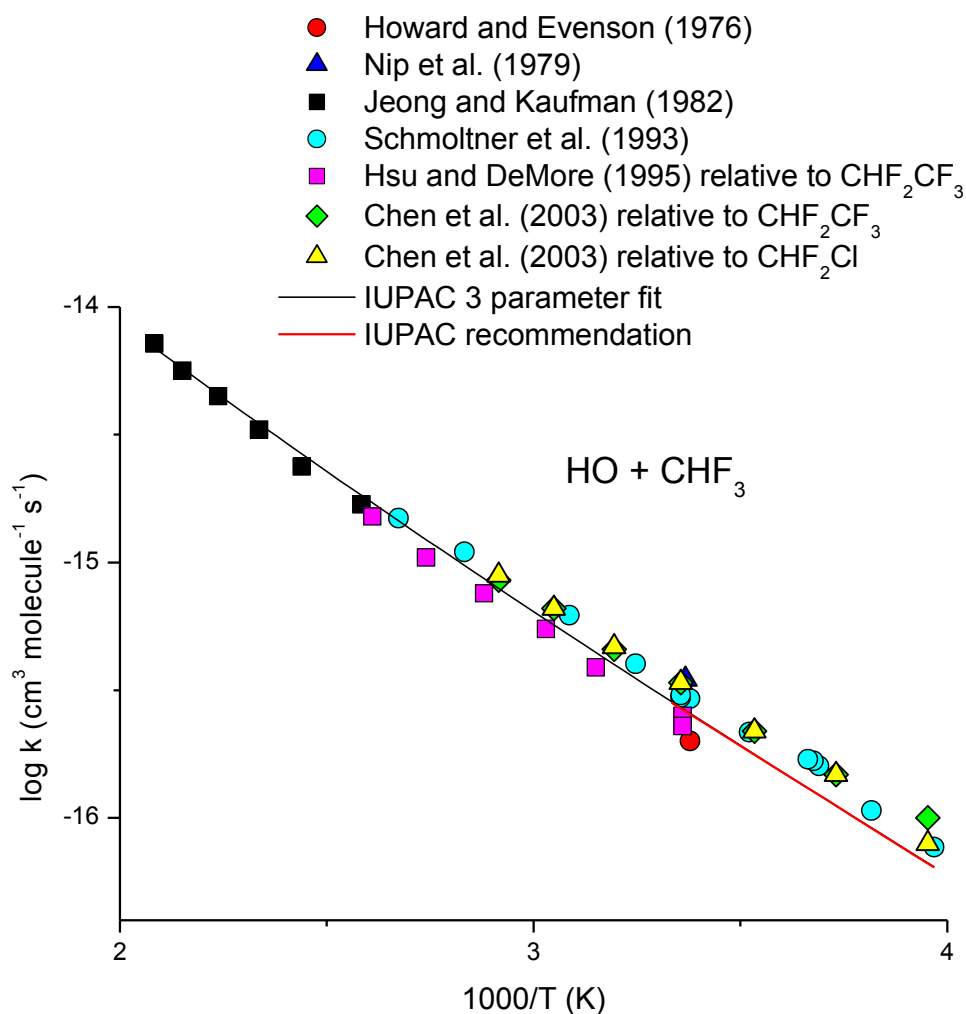 Howard and Evenson (1976)
Nip et al. (1979)
Jeong and Kaufman (1982)
Schmoltner et al. (1993)
Hsu and DeMore (1995) relative to CHF₂CF₃
Chen et al. (2003) relative to CHF₂CF₃
Chen et al. (2003) relative to CHF₂Cl
IUPAC 3 parameter fit
IUPAC recommendation
-14
HO + CHF₃
-15
-16
log k (cm³ molecule⁻¹ s⁻¹)
2
3
4
1000/T (K)